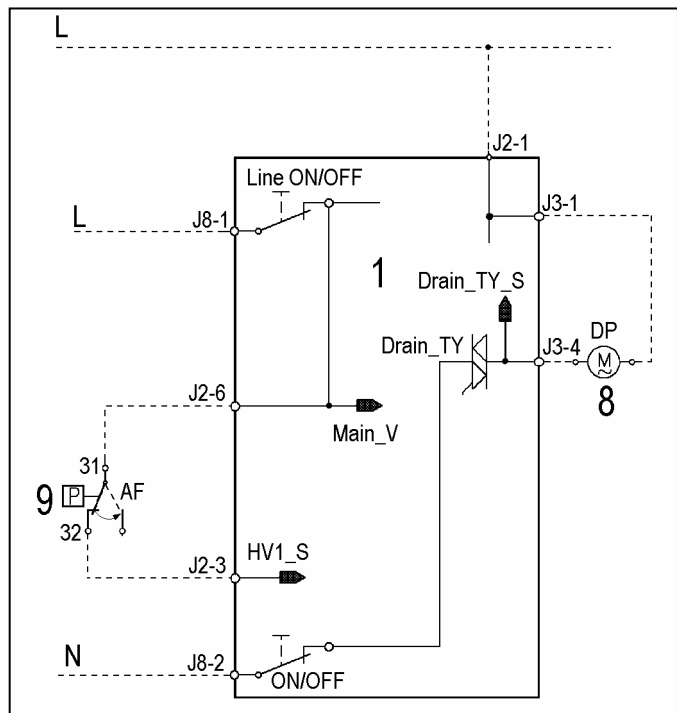 L
J2-1
Line ON/OFF
L
J8-1
J3-1
1
Drain_TY_S
Drain_TY
DP
J3-4
M
~
8
J2-6
Main_V
31
9
P
AF
32
HV1_S
J2-3
N
J8-2
ON/OFF